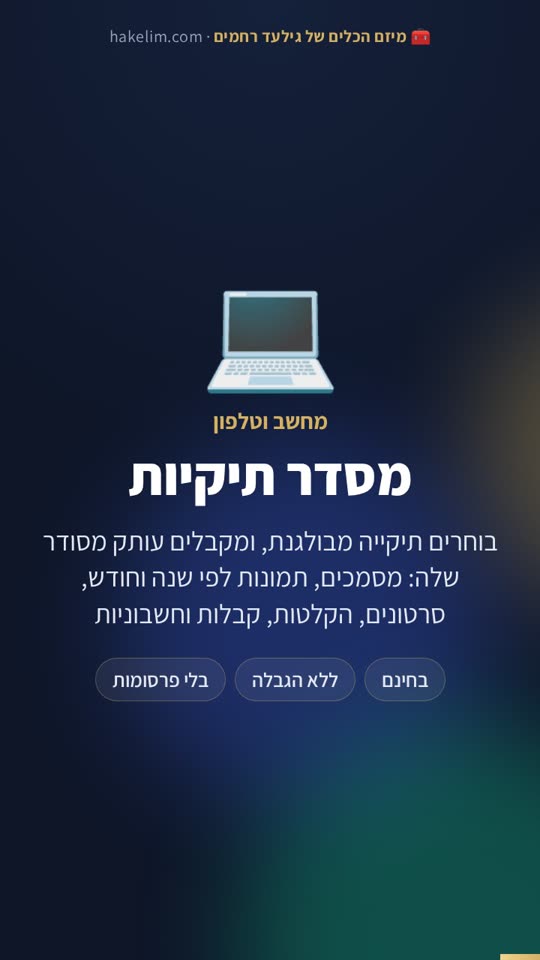 🧰 מיזם הכלים של גילעד רחמים · hakelim.com
מחשב וטלפון
מסדר תיקיות
בוחרים תיקייה מבולגנת, ומקבלים עותק מסודר
שלה: מסמכים, תמונות לפי שנה וחודש,
סרטונים, הקלטות, קבלות וחשבוניות
בחינם
ללא הגבלה
בלי פרסומות